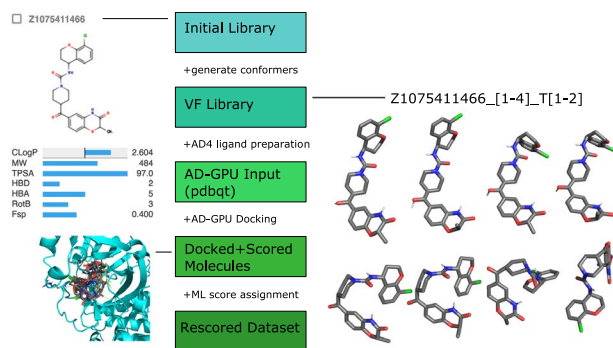 Z1075411466
Initial Library
+generate conformers
VF Library
Z1075411466_[1-4]_T[1-2]
+AD4 ligand preparation
CLogP 2.604
MW 484
TPSA 97.0
HBD 2
HBA 5
RotB 3
Fsp 0.400
AD-GPU Input
(pdbqt)
+AD-GPU Docking
Docked+Scored
Molecules
+ML score assignment
Rescored Dataset